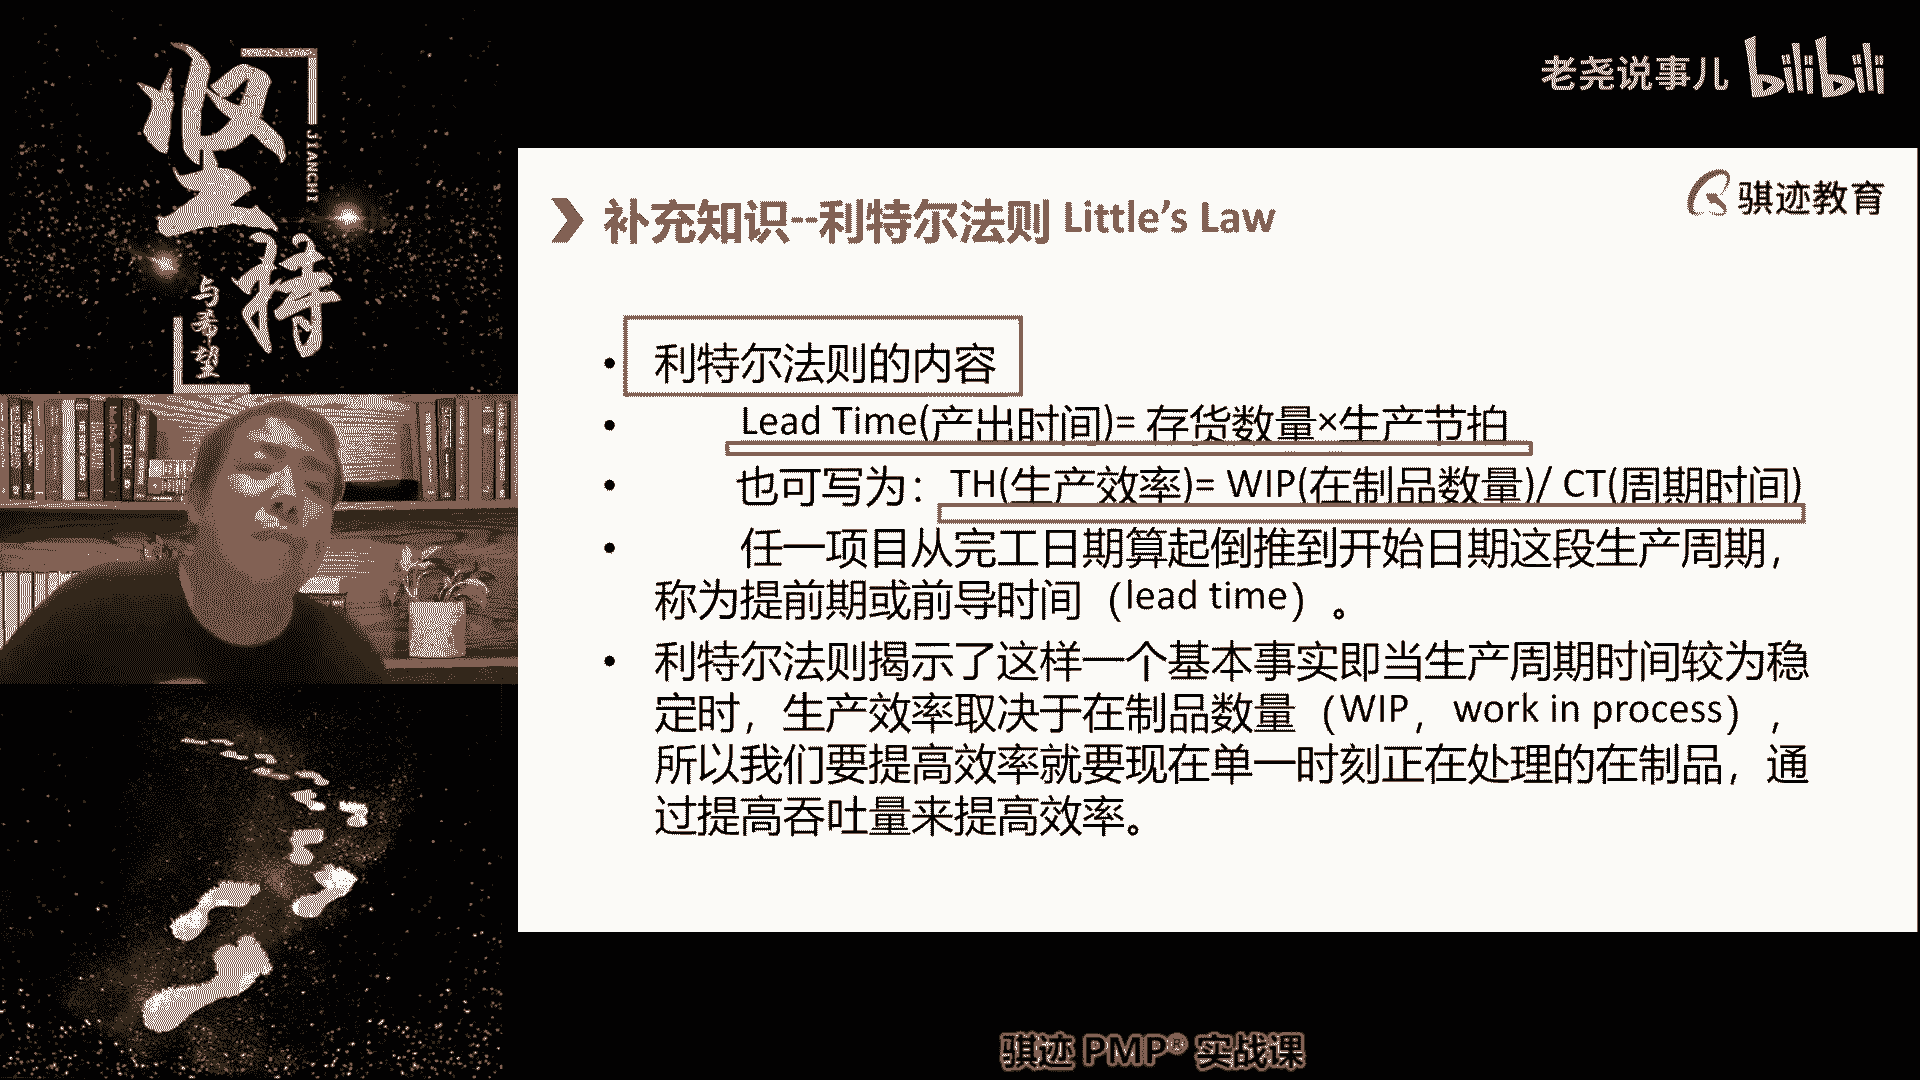 坚持
JIANCHI
与希望
老尧说事儿 bilibili
骐迹教育
补充知识--利特尔法则 Little's Law
利特尔法则的内容
Lead Time(产出时间)= 存货数量×生产节拍
也可写为：TH(生产效率)= WIP(在制品数量)/ CT(周期时间)
任一项目从完工日期算起倒推到开始日期这段生产周期，
称为提前期或前导时间（lead time）。
利特尔法则揭示了这样一个基本事实即当生产周期时间较为稳
定时，生产效率取决于在制品数量（WIP，work in process），
所以我们要提高效率就要现在单一时刻正在处理的在制品，通
过提高吞吐量来提高效率。
骐迹 PMP® 实战课